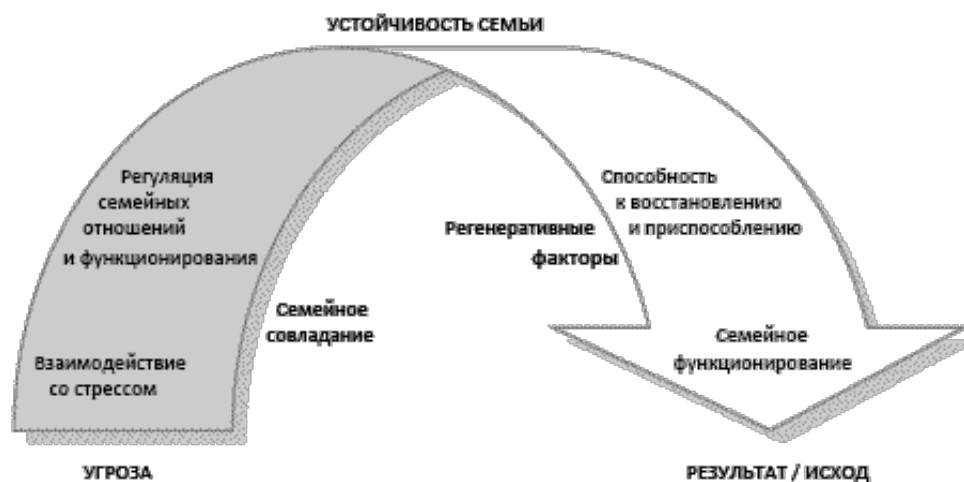 УСТОЙЧИВОСТЬ СЕМЬИ
Регуляция
семейных
отношений
и функционирования
Взаимодействие
со стрессом
Семейное
совладание
Регенеративные
факторы
Способность
к восстановлению
и приспособлению
Семейное
функционирование
УГРОЗА
РЕЗУЛЬТАТ / ИСХОД